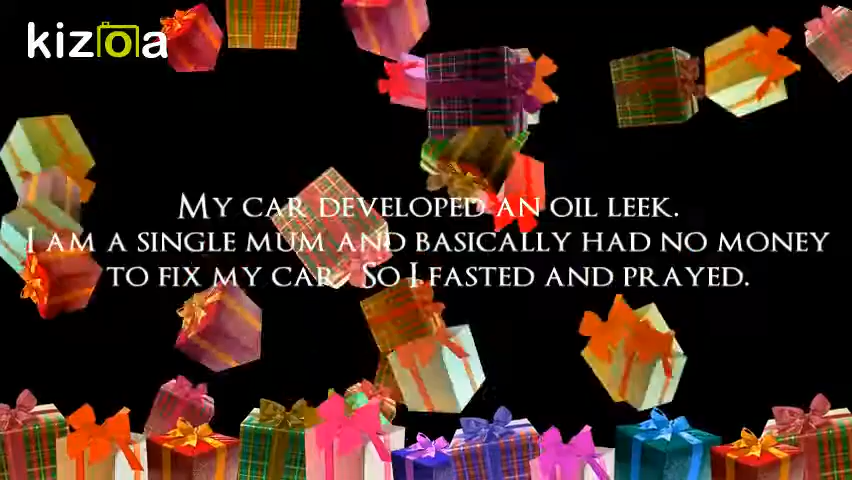 kizoa
My car developed an oil leek.
I am a single mum and basically had no money
to fix my car. So I fasted and prayed.